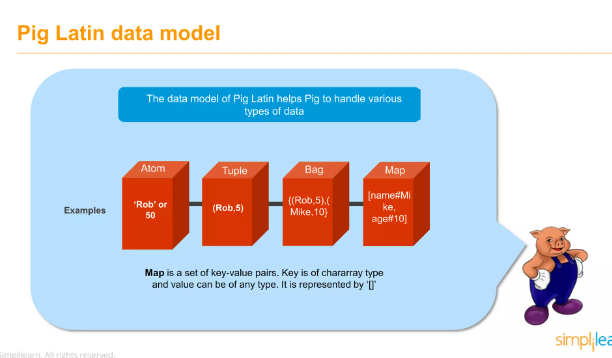 Pig Latin data model
The data model of Pig Latin helps Pig to handle various
types of data
Atom
Tuple
Bag
Map
Examples
‘Rob’ or
50
(Rob,5)
{(Rob,5),(
Mike,10}
[name#Mi
ke,
age#10]
Map is a set of key-value pairs. Key is of chararray type
and value can be of any type. It is represented by ‘[]’
simplilea
Simplilearn. All rights reserved.